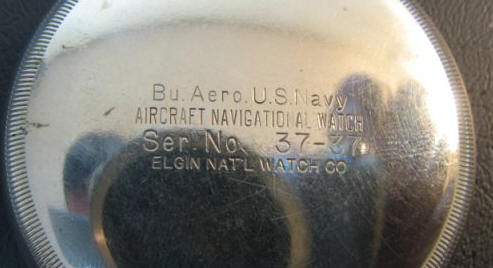 Bu. Aero. U.S. Navy
AIRCRAFT NAVIGATIONAL WATCH
Ser. No. 37-37
ELGIN NAT'L WATCH CO